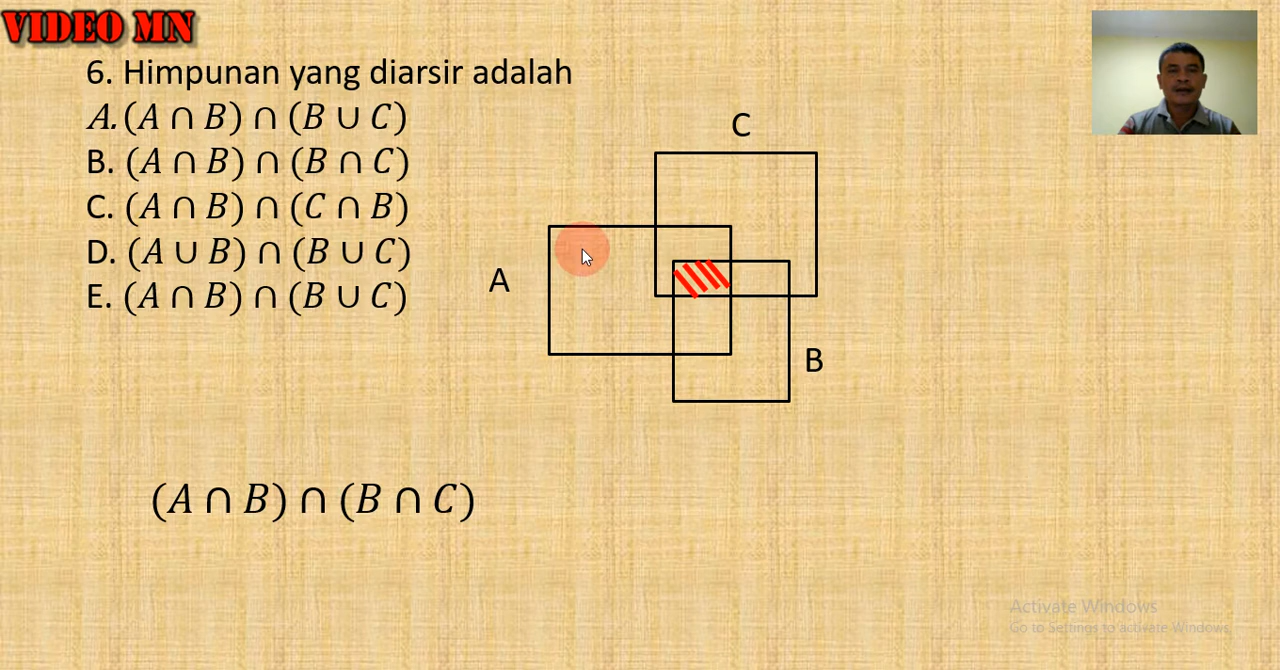 VIDEO MN
6. Himpunan yang diarsir adalah
A. (A ∩ B) ∩ (B ∪ C)
B. (A ∩ B) ∩ (B ∩ C)
C. (A ∩ B) ∩ (C ∩ B)
D. (A ∪ B) ∩ (B ∪ C)
E. (A ∩ B) ∩ (B ∪ C)
C
A
B
(A ∩ B) ∩ (B ∩ C)
Activate Windows
Go to Settings to activate Windows.